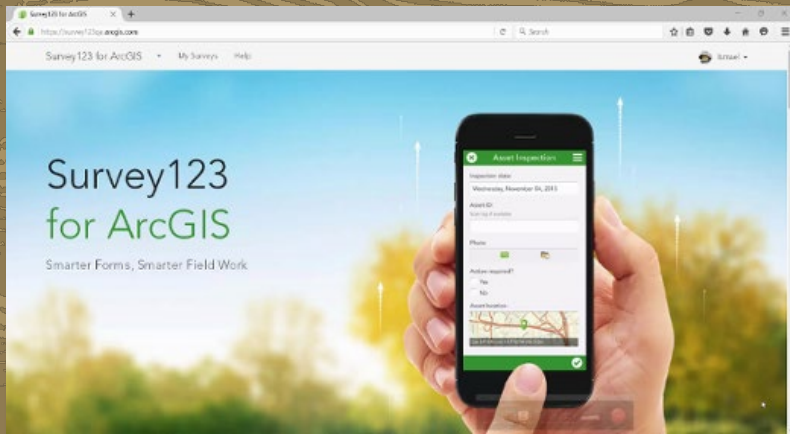 Survey123 for ArcGIS
https://survey123qa.arcgis.com
Search
Survey123 for ArcGIS
My Surveys
Help
Ismael
Survey123
for ArcGIS
Smarter Forms, Smarter Field Work
Asset Inspection
Inspection date
Wednesday, November 04, 2015
Asset ID
Photo
Action required?
Yes
No
Asset location